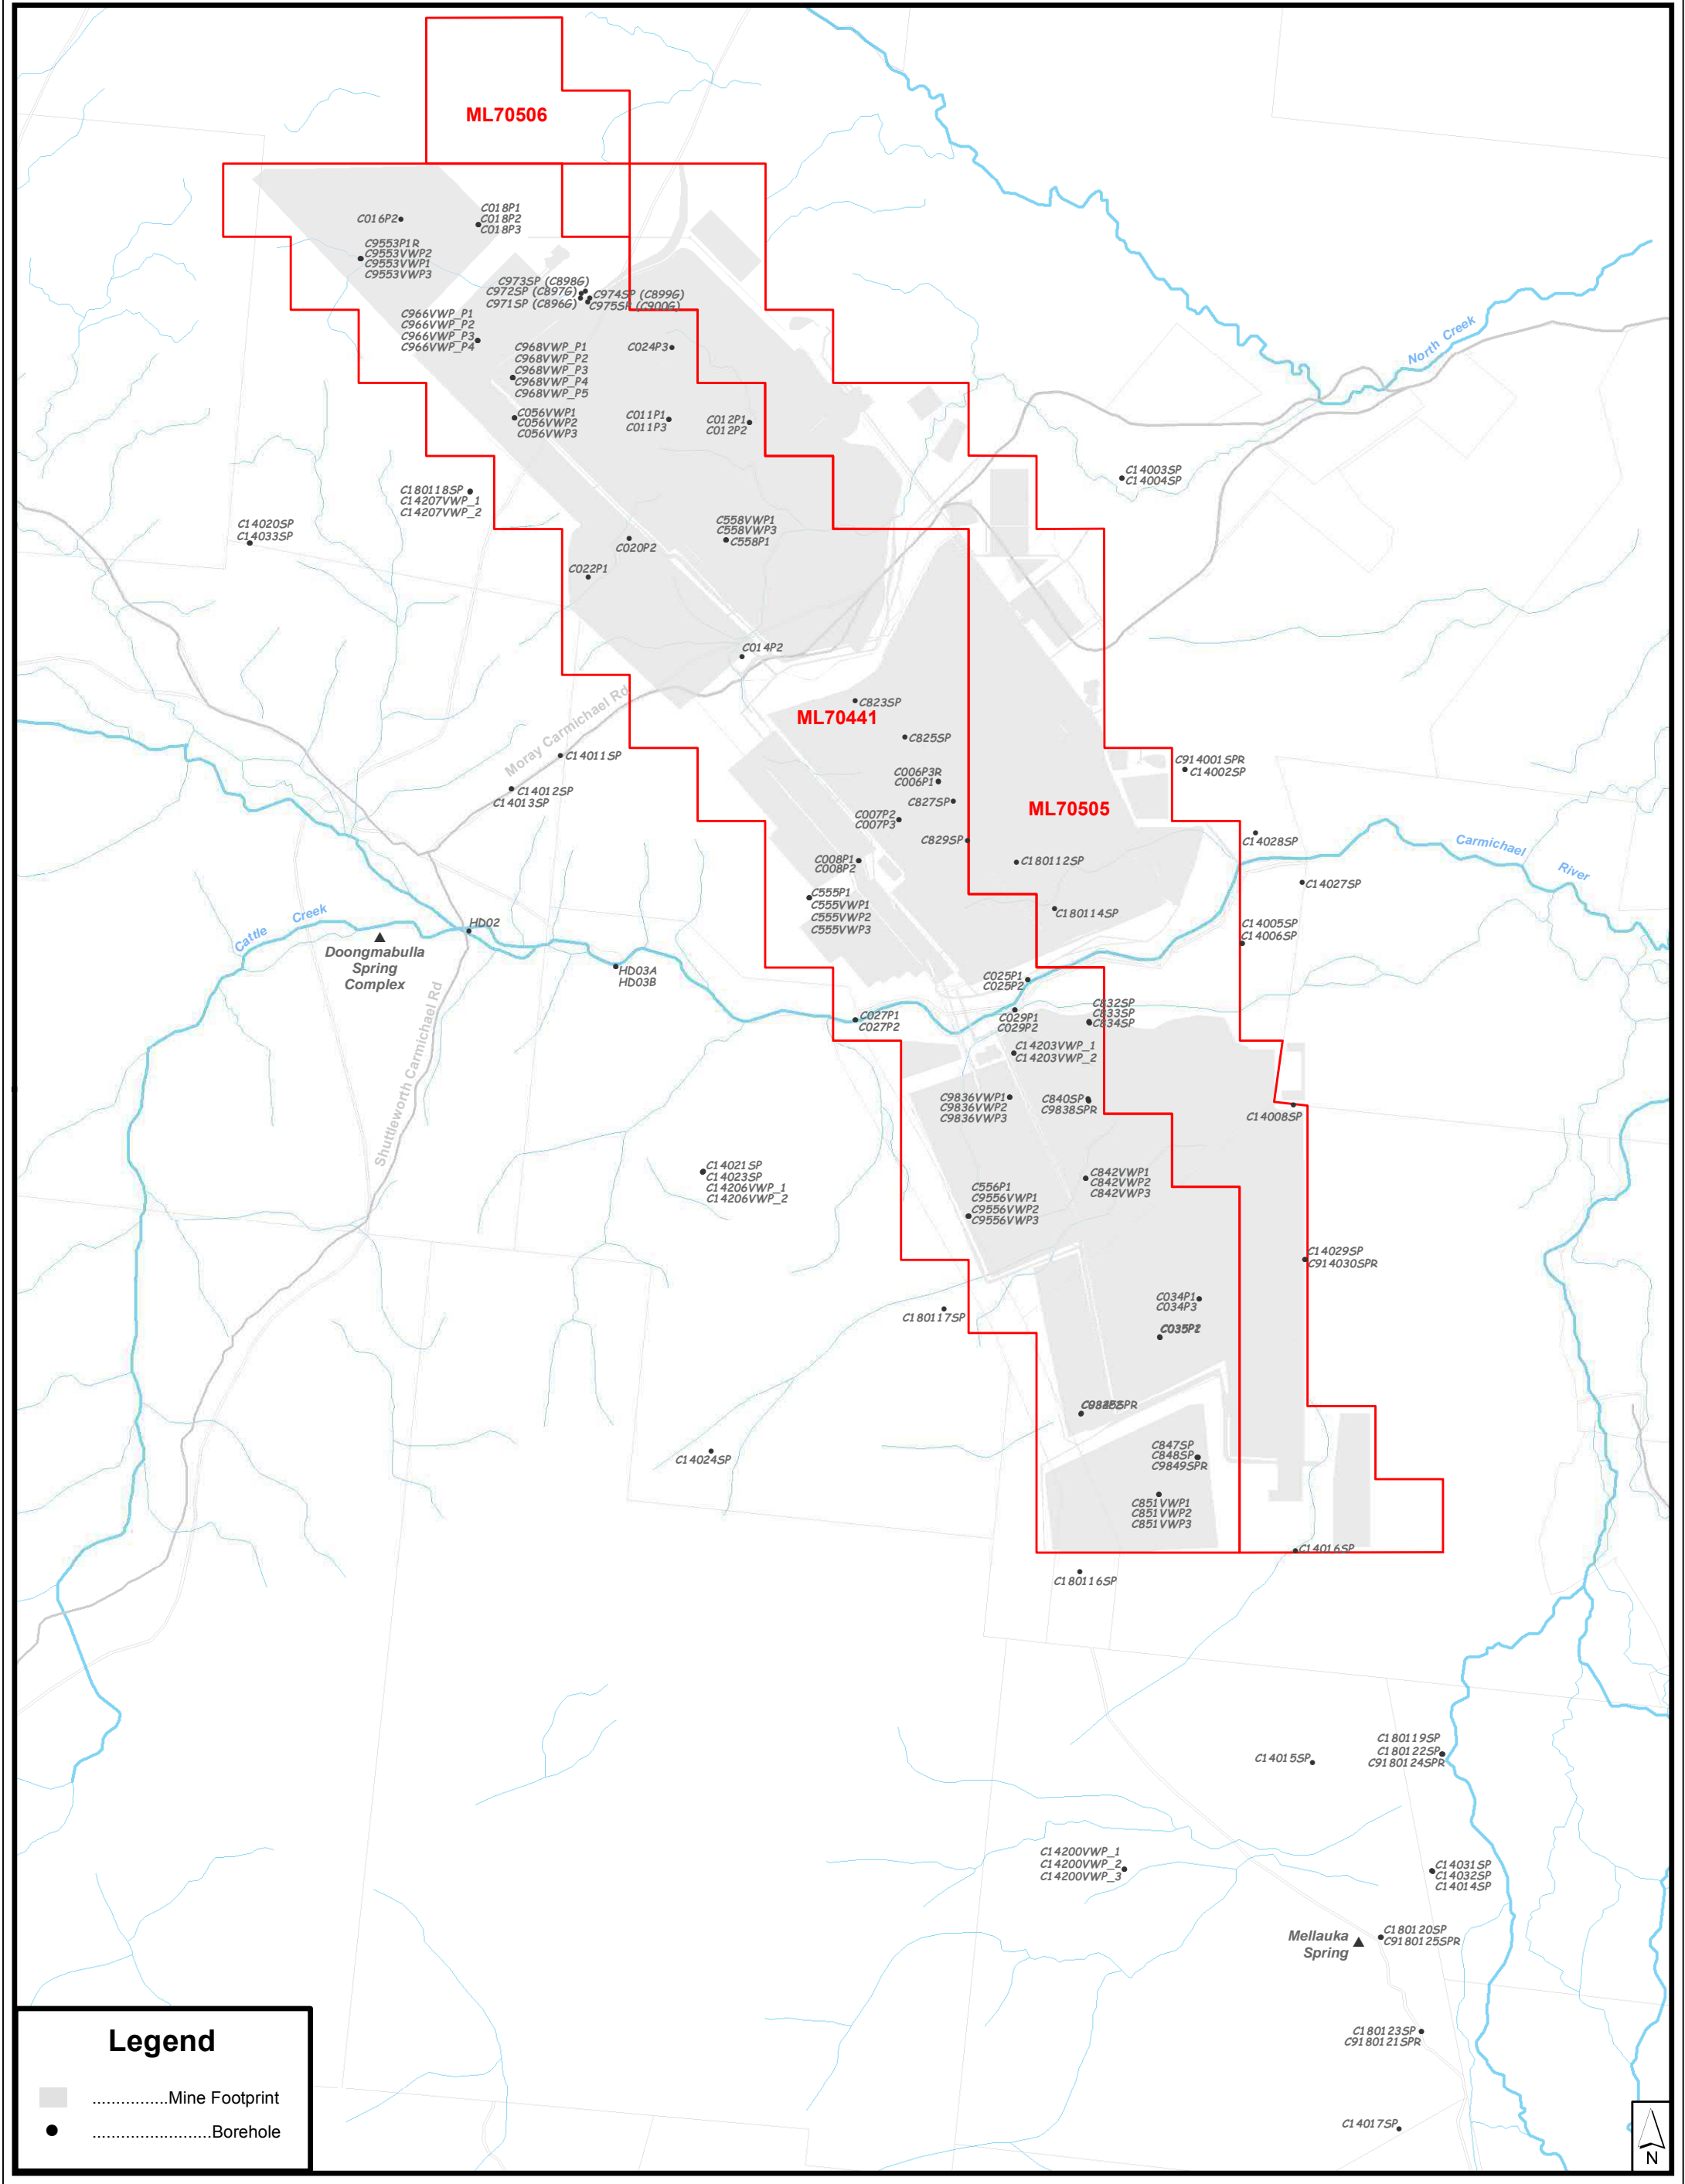 ML70506
C016P2
C018P1
C018P2
C018P3
C9553P1R
C9553VWP2
C9553VWP1
C9553VWP3
C973SP (C898G)
C972SP (C897G)
C971SP (C896G)
C974SP (C899G)
C975SP (C900G)
C966VWP_P1
C966VWP_P2
C966VWP_P3
C966VWP_P4
C968VWP_P1
C968VWP_P2
C968VWP_P3
C968VWP_P4
C968VWP_P5
C024P3
North Creek
C056VWP1
C056VWP2
C056VWP3
C011P1
C011P3
C012P1
C012P2
C14003SP
C14004SP
C180118SP
C14207VWP_1
C14207VWP_2
C14020SP
C14033SP
C558VWP1
C558VWP3
C558P1
C020P2
C022P1
C014P2
Moray Carmichael Rd
C823SP
ML70441
C825SP
C14011SP
C914001SPR
C14002SP
C006P3R
C006P1
C14012SP
C14013SP
C827SP
ML70505
C007P2
C007P3
C829SP
C14028SP
Carmichael River
C008P1
C008P2
C180112SP
C14027SP
C555P1
C555VWP1
C555VWP2
C555VWP3
C180114SP
Cattle Creek
HD02
C14005SP
C14006SP
Doongmabulla
Spring
Complex
HD03A
HD03B
C025P1
C025P2
Shuttleworth Carmichael Rd
C027P1
C027P2
C029P1
C029P2
C832SP
C833SP
C834SP
C14203VWP_1
C14203VWP_2
C9836VWP1
C9836VWP2
C9836VWP3
C840SP
C9838SPR
C14008SP
C14021SP
C14023SP
C14206VWP_1
C14206VWP_2
C842VWP1
C842VWP2
C842VWP3
C556P1
C9556VWP1
C9556VWP2
C9556VWP3
C14029SP
C914030SPR
C034P1
C034P3
C180117SP
C14024SP
C847SP
C848SP
C9849SPR
C851VWP1
C851VWP2
C851VWP3
C14016SP
C180116SP
C14015SP
C180119SP
C180122SP
C9180124SPR
C14200VWP_1
C14200VWP_2
C14200VWP_3
C14031SP
C14032SP
C14014SP
Mellauka
Spring
C180120SP
C9180125SPR
C180123SP
C9180121SPR
C14017SP
Legend
................Mine Footprint
.........................Borehole
N